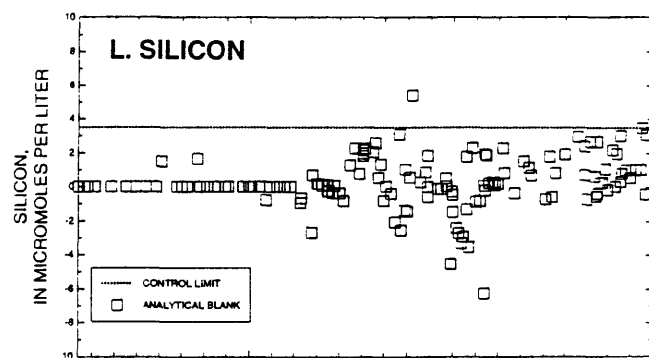 L. SILICON
SILICON,
IN MICROMOLES PER LITER
10
8
6
4
2
0
-2
-4
-6
-8
10
CONTROL LIMIT
ANALYTICAL BLANK